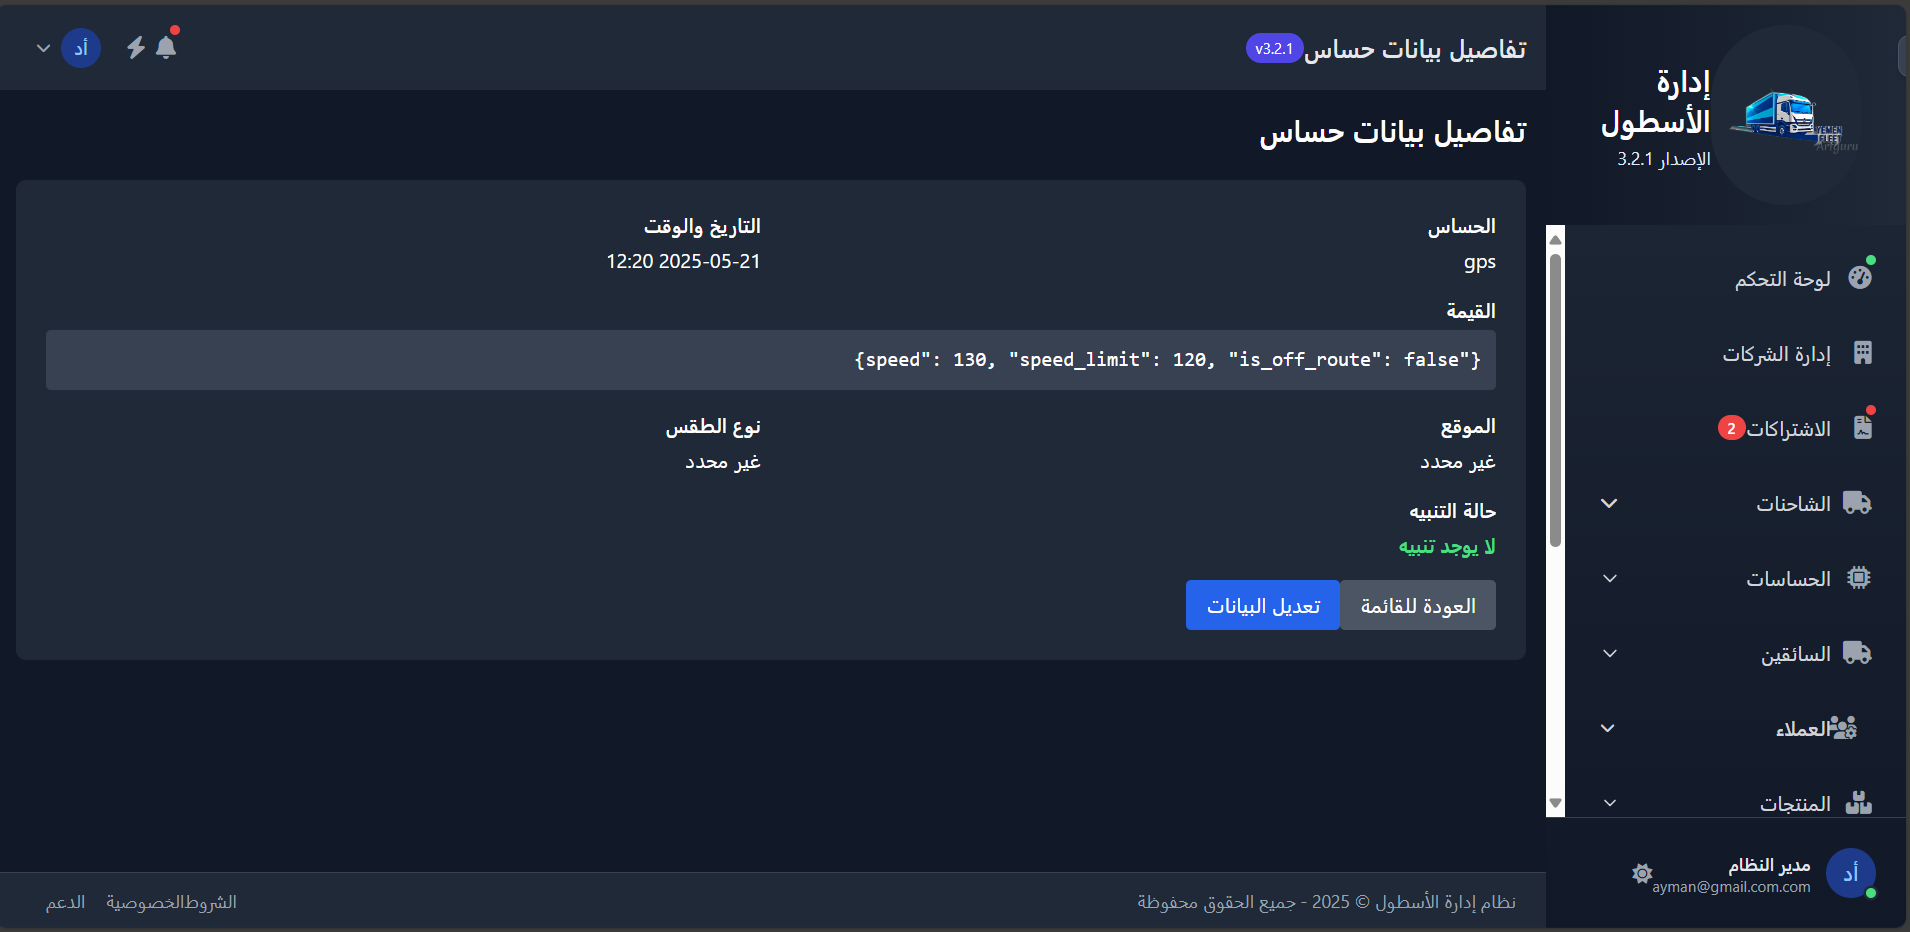 إدارة
الأسطول
الإصدار 3.2.1
YEMEN
FLEET
Artguru
لوحة التحكم
إدارة الشركات
الاشتراكات 2
الشاحنات
الحساسات
السائقين
العملاء
المنتجات
أد
مدير النظام
ayman@gmail.com.com
تفاصيل بيانات حساس v3.2.1
أد
تفاصيل بيانات حساس
الحساس
gps
التاريخ والوقت
12:20 2025-05-21
القيمة
{speed": 130, "speed_limit": 120, "is_off_route": false"}
الموقع
غير محدد
نوع الطقس
غير محدد
حالة التنبيه
لا يوجد تنبيه
العودة للقائمة
تعديل البيانات
نظام إدارة الأسطول © 2025 - جميع الحقوق محفوظة
الشروطالخصوصية
الدعم